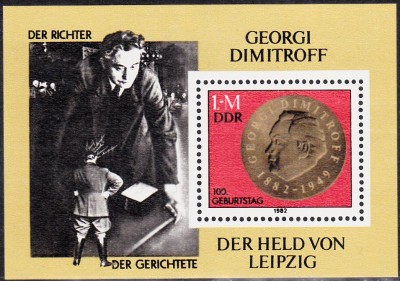 DER RICHTER
GEORGI
DIMITROFF
1·M
DDR
GEORGI DIMITROFF
1882-1949
100.
GEBURTSTAG
1982
DER GERICHTETE
DER HELD VON
LEIPZIG